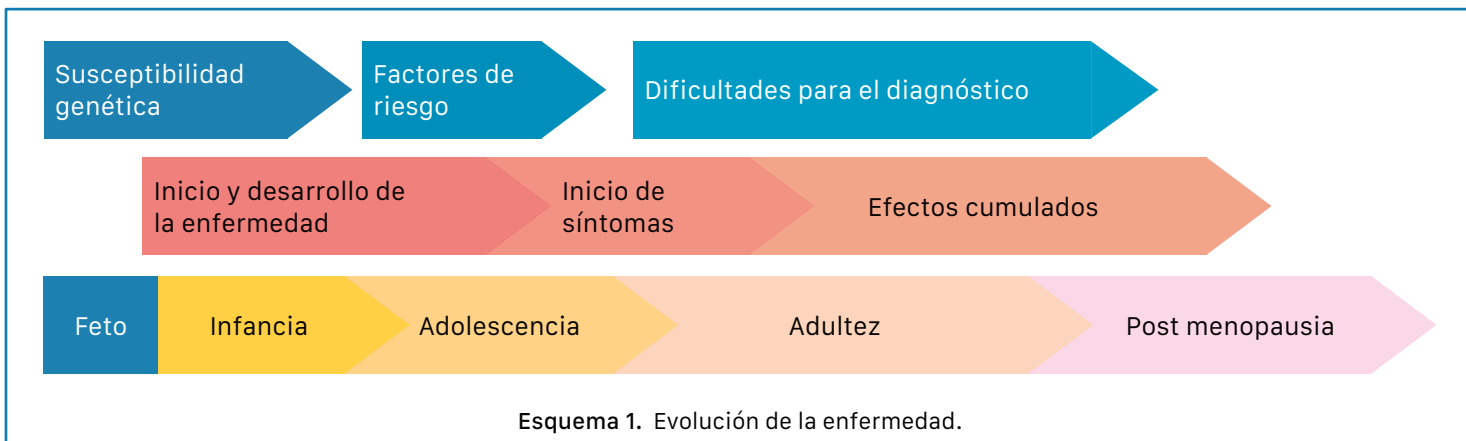 Susceptibilidad
genética
Factores de
riesgo
Dificultades para el diagnóstico
Inicio y desarrollo de
la enfermedad
Inicio de
síntomas
Efectos cumulados
Feto
Infancia
Adolescencia
Adultez
Post menopausia
Esquema 1. Evolución de la enfermedad.